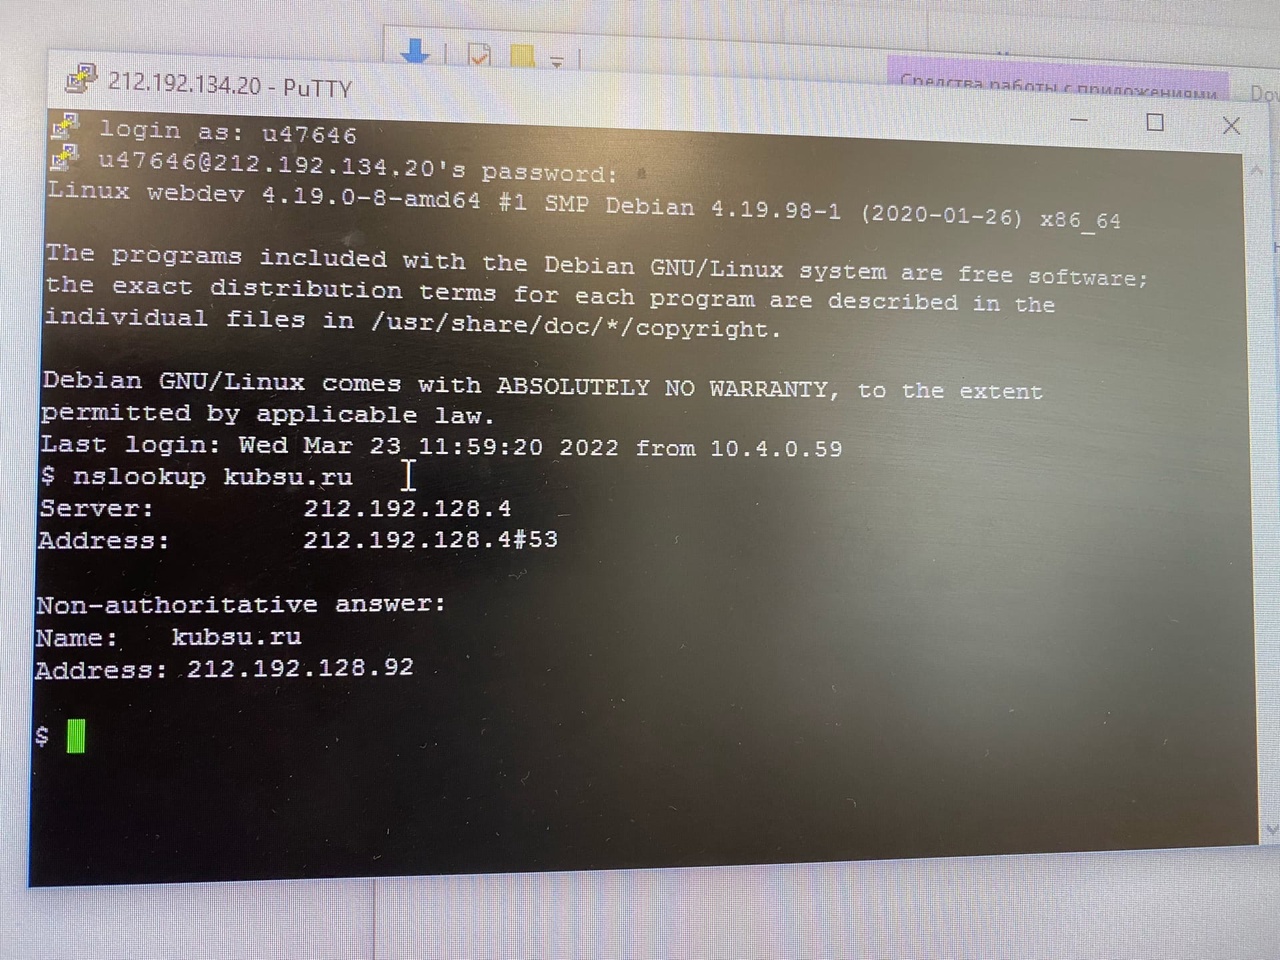 212.192.134.20 - PuTTY
Средства работы с приложениями
login as: u47646
u47646@212.192.134.20's password:
Linux webdev 4.19.0-8-amd64 #1 SMP Debian 4.19.98-1 (2020-01-26) x86_64
The programs included with the Debian GNU/Linux system are free software;
the exact distribution terms for each program are described in the
individual files in /usr/share/doc/*/copyright.
Debian GNU/Linux comes with ABSOLUTELY NO WARRANTY, to the extent
permitted by applicable law.
Last login: Wed Mar 23 11:59:20 2022 from 10.4.0.59
$ nslookup kubsu.ru
Server: 212.192.128.4
Address: 212.192.128.4#53
Non-authoritative answer:
Name: kubsu.ru
Address: 212.192.128.92
$